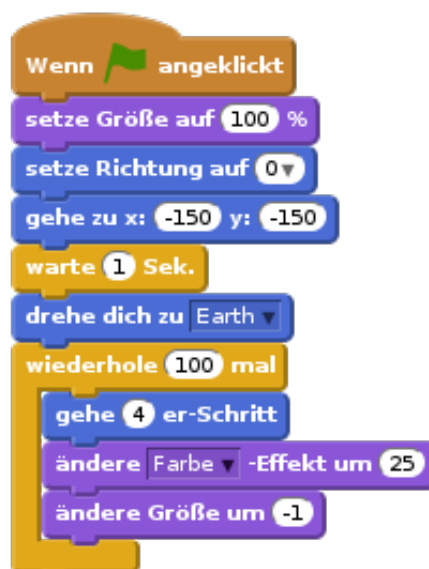 Wenn angeklickt
setze Größe auf 100 %
setze Richtung auf 0
gehe zu x: -150 y: -150
warte 1 Sek.
drehe dich zu Earth
wiederhole 100 mal
gehe 4 er-Schritt
ändere Farbe -Effekt um 25
ändere Größe um -1